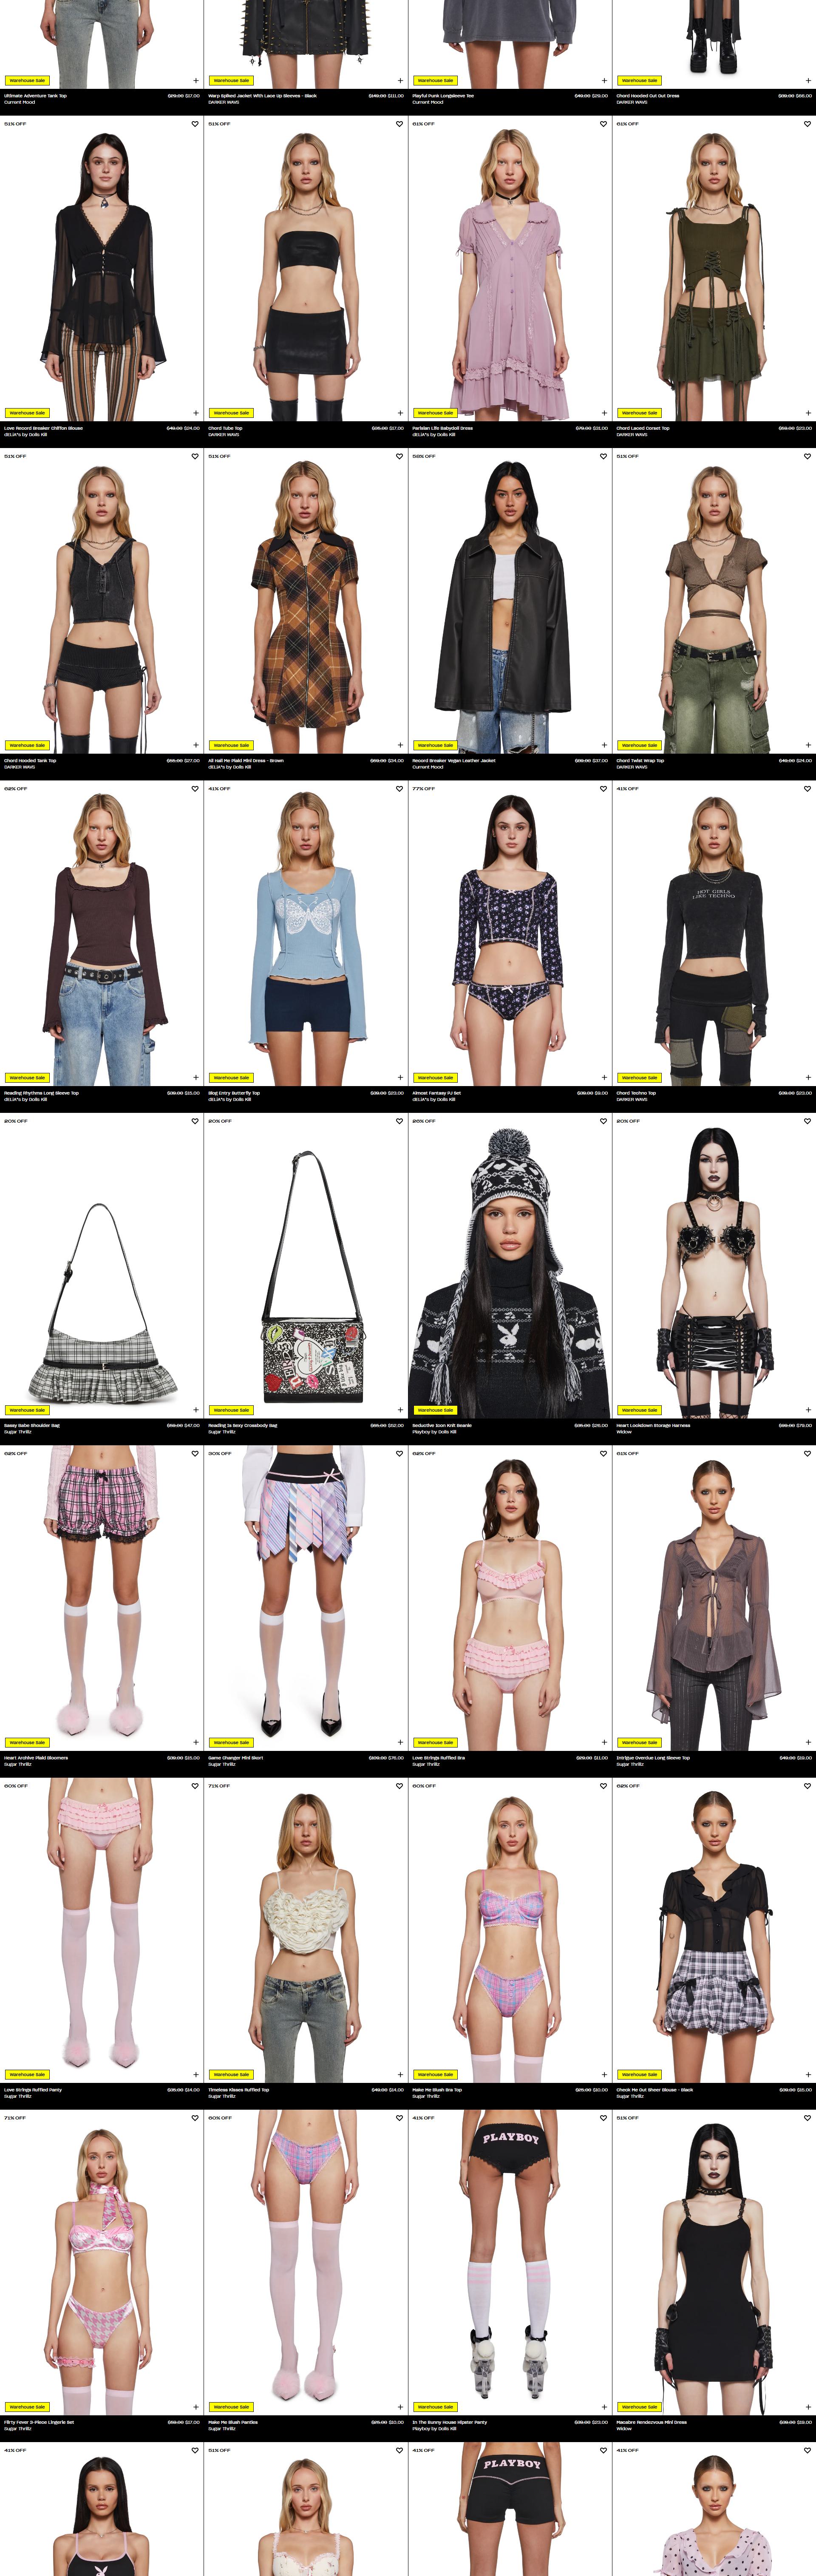 Warehouse Sale
Warehouse Sale
Warehouse Sale
Warehouse Sale
Ultimate Adventure Tank Top $29.00 $17.00
Current Mood
Warp Spiked Jacket With Lace Up Sleeves - Black $149.00 $111.00
DARKER WAVS
Playful Punk Longsleeve Tee $49.00 $29.00
Current Mood
Chord Hooded Cut Out Dress
DARKER WAVS
51% OFF
51% OFF
61% OFF
61% OFF
Warehouse Sale
Warehouse Sale
Warehouse Sale
Warehouse Sale
Love Record Breaker Chiffon Blouse $49.00 $24.00
dELiA*s by Dolls Kill
Chord Tube Top $35.00 $17.00
DARKER WAVS
Parisian Life Babydoll Dress $79.00 $31.00
dELiA*s by Dolls Kill
Chord Laced Corset Top $59.00 $23.00
DARKER WAVS
51% OFF
51% OFF
58% OFF
51% OFF
Warehouse Sale
Warehouse Sale
Warehouse Sale
Warehouse Sale
Chord Hooded Tank Top $55.00 $27.00
DARKER WAVS
All Hail Me Plaid Mini Dress - Brown $69.00 $34.00
dELiA*s by Dolls Kill
Record Breaker Vegan Leather Jacket $89.00 $37.00
Current Mood
Chord Twist Wrap Top $49.00 $24.00
DARKER WAVS
62% OFF
41% OFF
77% OFF
41% OFF
HOT GIRLS
LIKE TECHNO
Warehouse Sale
Warehouse Sale
Warehouse Sale
Warehouse Sale
Reading Rhythms Long Sleeve Top $39.00 $15.00
dELiA*s by Dolls Kill
Blog Entry Butterfly Top $39.00 $23.00
dELiA*s by Dolls Kill
Almost Fantasy PJ Set $39.00 $9.00
dELiA*s by Dolls Kill
Chord Techno Top $39.00 $23.00
DARKER WAVS
20% OFF
20% OFF
26% OFF
20% OFF
Warehouse Sale
Warehouse Sale
Warehouse Sale
Warehouse Sale
Sassy Babe Shoulder Bag $59.00 $47.00
Sugar Thrillz
Reading Is Sexy Crossbody Bag $65.00 $52.00
Sugar Thrillz
Seductive Icon Knit Beanie $35.00 $26.00
Playboy by Dolls Kill
Heart Lockdown Storage Harness $99.00 $79.00
Widow
62% OFF
30% OFF
62% OFF
61% OFF
Warehouse Sale
Warehouse Sale
Warehouse Sale
Warehouse Sale
Heart Archive Plaid Bloomers $39.00 $15.00
Sugar Thrillz
Game Changer Mini Skort $109.00 $76.00
Sugar Thrillz
Love Strings Ruffled Bra $29.00 $11.00
Sugar Thrillz
Intrigue Overdue Long Sleeve Top $49.00 $19.00
Sugar Thrillz
60% OFF
71% OFF
60% OFF
62% OFF
Warehouse Sale
Warehouse Sale
Warehouse Sale
Warehouse Sale
Love Strings Ruffled Panty $35.00 $14.00
Sugar Thrillz
Timeless Kisses Ruffled Top $49.00 $14.00
Sugar Thrillz
Make Me Blush Bra Top $25.00 $10.00
Sugar Thrillz
Check Me Out Sheer Blouse - Black $39.00 $15.00
Sugar Thrillz
71% OFF
60% OFF
41% OFF
51% OFF
PLAYBOY
Warehouse Sale
Warehouse Sale
Warehouse Sale
Warehouse Sale
Flirty Fever 3-Piece Lingerie Set $59.00 $17.00
Sugar Thrillz
Make Me Blush Panties $25.00 $10.00
Sugar Thrillz
In The Bunny House Hipster Panty $39.00 $23.00
Playboy by Dolls Kill
Macabre Rendezvous Mini Dress $39.00 $19.00
Widow
41% OFF
51% OFF
41% OFF
41% OFF
PLAYBOY